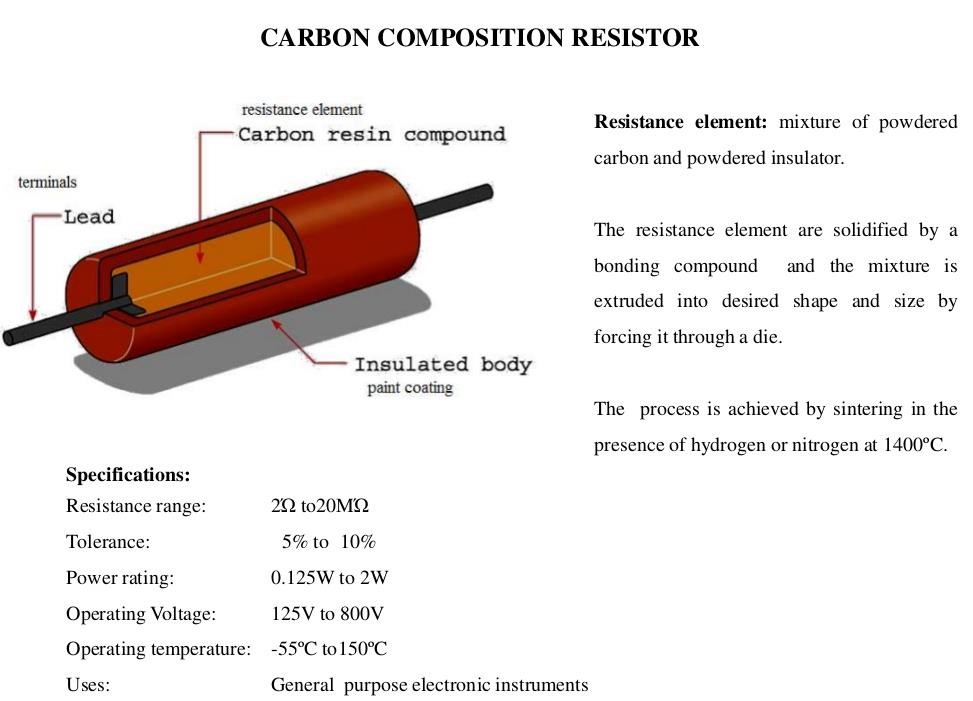 CARBON COMPOSITION RESISTOR
resistance element
Carbon resin compound
terminals
Lead
Insulated body
paint coating
Resistance element: mixture of powdered
carbon and powdered insulator.
The resistance element are solidified by a
bonding compound and the mixture is
extruded into desired shape and size by
forcing it through a die.
The process is achieved by sintering in the
presence of hydrogen or nitrogen at 1400ºC.
Specifications:
Resistance range: 2Ώ to20MΏ
Tolerance: 5% to 10%
Power rating: 0.125W to 2W
Operating Voltage: 125V to 800V
Operating temperature: -55ºC to150ºC
Uses: General purpose electronic instruments